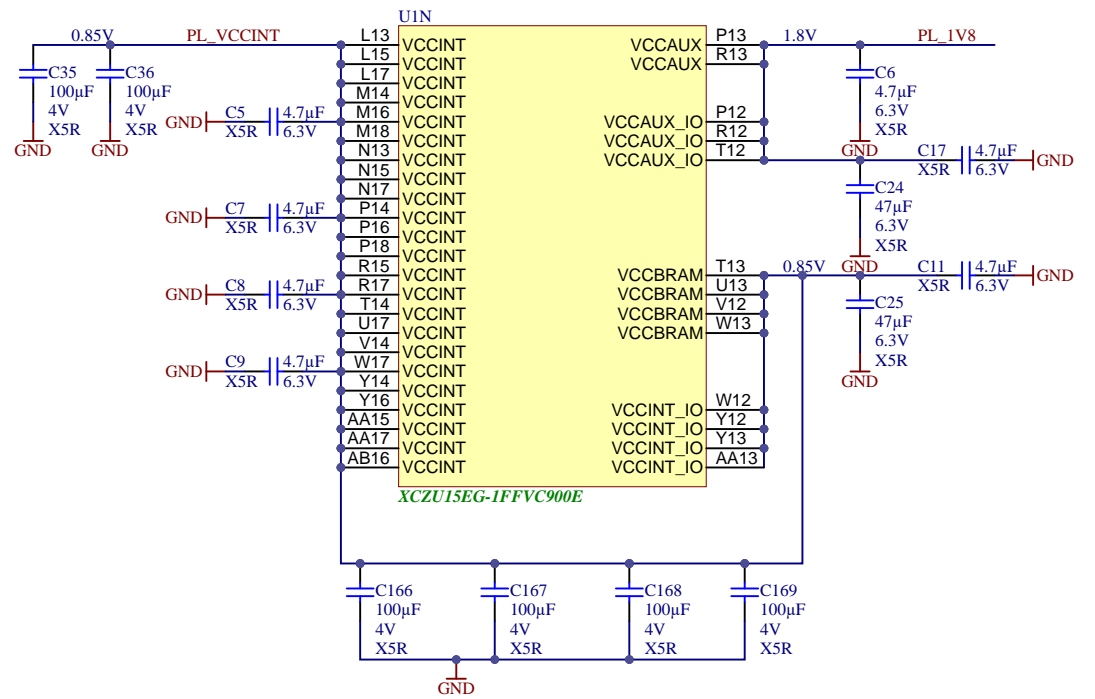 U1N
0.85V
PL_VCCINT
C35
100µF
4V
X5R
GND
C36
100µF
4V
X5R
GND
GND
C5
X5R
4.7µF
6.3V
GND
C7
X5R
4.7µF
6.3V
GND
C8
X5R
4.7µF
6.3V
GND
C9
X5R
4.7µF
6.3V
L13 VCCINT
L15 VCCINT
L17 VCCINT
M14 VCCINT
M16 VCCINT
M18 VCCINT
N13 VCCINT
N15 VCCINT
N17 VCCINT
P14 VCCINT
P16 VCCINT
P18 VCCINT
R15 VCCINT
R17 VCCINT
T14 VCCINT
U17 VCCINT
V14 VCCINT
W17 VCCINT
Y14 VCCINT
Y16 VCCINT
AA15 VCCINT
AA17 VCCINT
AB16 VCCINT
VCCAUX P13
VCCAUX R13
VCCAUX_IO P12
VCCAUX_IO R12
VCCAUX_IO T12
VCCBRAM T13
VCCBRAM U13
VCCBRAM V12
VCCBRAM W13
VCCINT_IO W12
VCCINT_IO Y12
VCCINT_IO Y13
VCCINT_IO AA13
1.8V
PL_1V8
C6
4.7µF
6.3V
X5R
GND
C17
X5R
4.7µF
6.3V
GND
C24
47µF
6.3V
X5R
GND
0.85V
C11
X5R
4.7µF
6.3V
GND
C25
47µF
6.3V
X5R
GND
XCZU15EG-1FFVC900E
C166
100µF
4V
X5R
C167
100µF
4V
X5R
C168
100µF
4V
X5R
C169
100µF
4V
X5R
GND